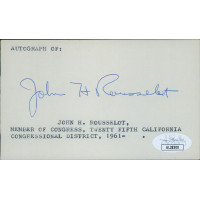 AUTOGRAPH OF:
John H Rousselot
JOHN H. ROUSSELOT,
MEMBER OF CONGRESS, TWENTY FIFTH CALIFORNIA
CONGRESSIONAL DISTRICT, 1961-